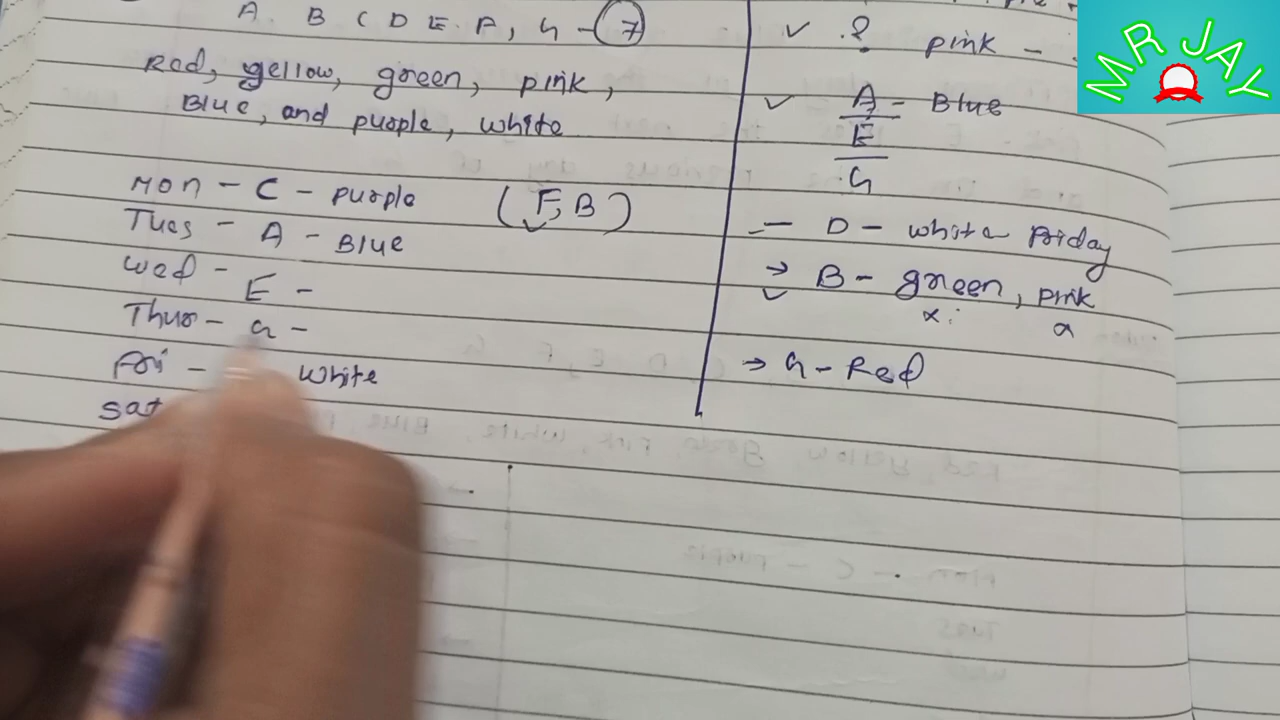 A. B C D E. F, G - 7
Red, yellow, green, pink,
Blue, and purple, white
Mon - C - purple (F, B)
Tues - A - Blue
Wed - E -
Thur - G -
Fri - White
Sat
? pink -
A - Blue
E
G
- D - white Friday
→ B - green, pink
x x
→ G - Red
MR JAY